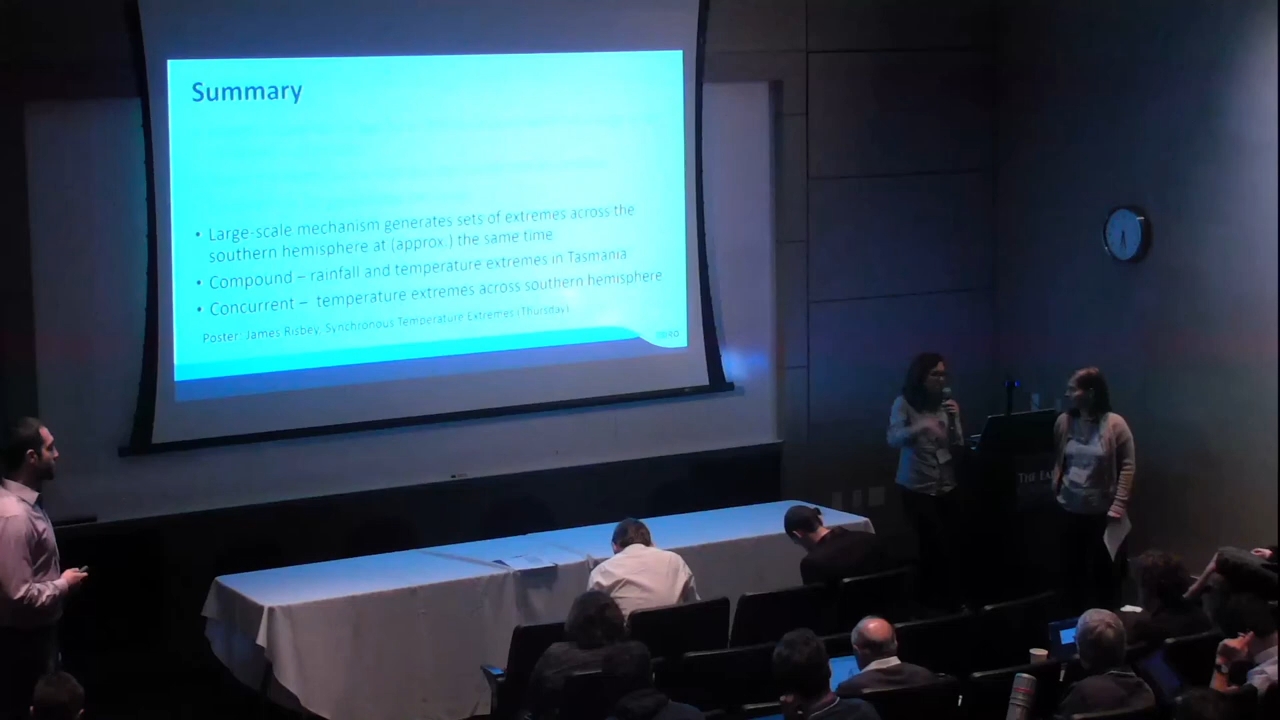 Summary
• Large-scale mechanism generates sets of extremes across the
southern hemisphere at (approx.) the same time
• Compound – rainfall and temperature extremes in Tasmania
• Concurrent – temperature extremes across southern hemisphere
Poster: James Risbey, Synchronous Temperature Extremes (Thursday)
THE